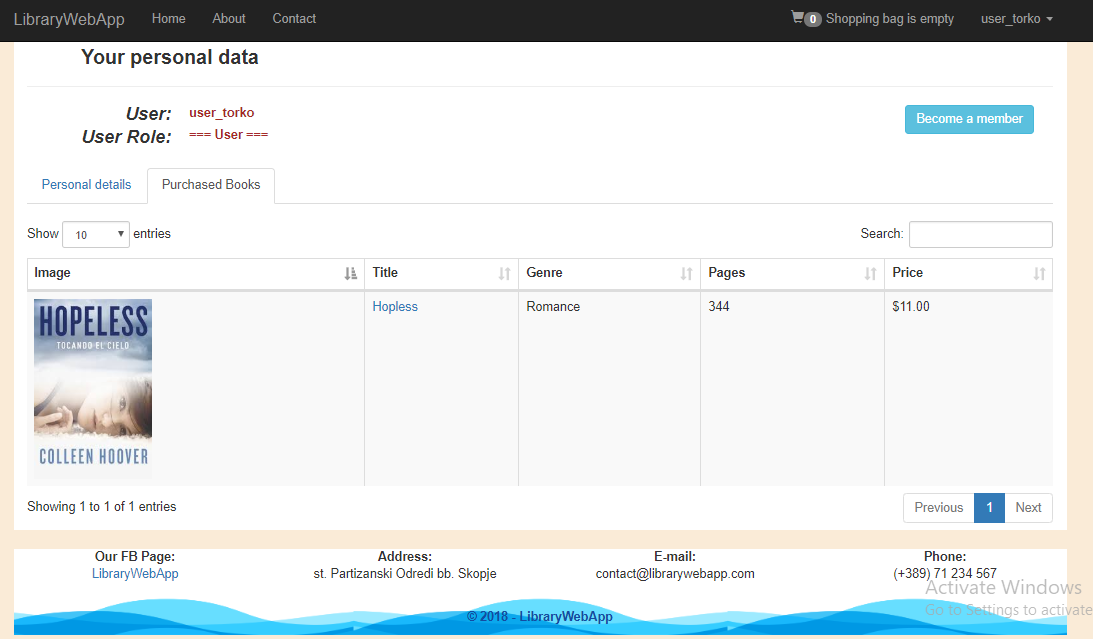 LibraryWebApp Home About Contact 0 Shopping bag is empty user_torko
Your personal data
User: user_torko
User Role: === User ===
Become a member
Personal details Purchased Books
Show 10 entries Search:
Image Title Genre Pages Price
HOPELESS
TOCANDO EL CIELO
COLLEEN HOOVER
Hopless Romance 344 $11.00
Showing 1 to 1 of 1 entries Previous 1 Next
Our FB Page: Address: E-mail: Phone:
LibraryWebApp st. Partizanski Odredi bb. Skopje contact@librarywebapp.com (+389) 71 234 567
Activate Windows
Go to Settings to activate
© 2018 - LibraryWebApp